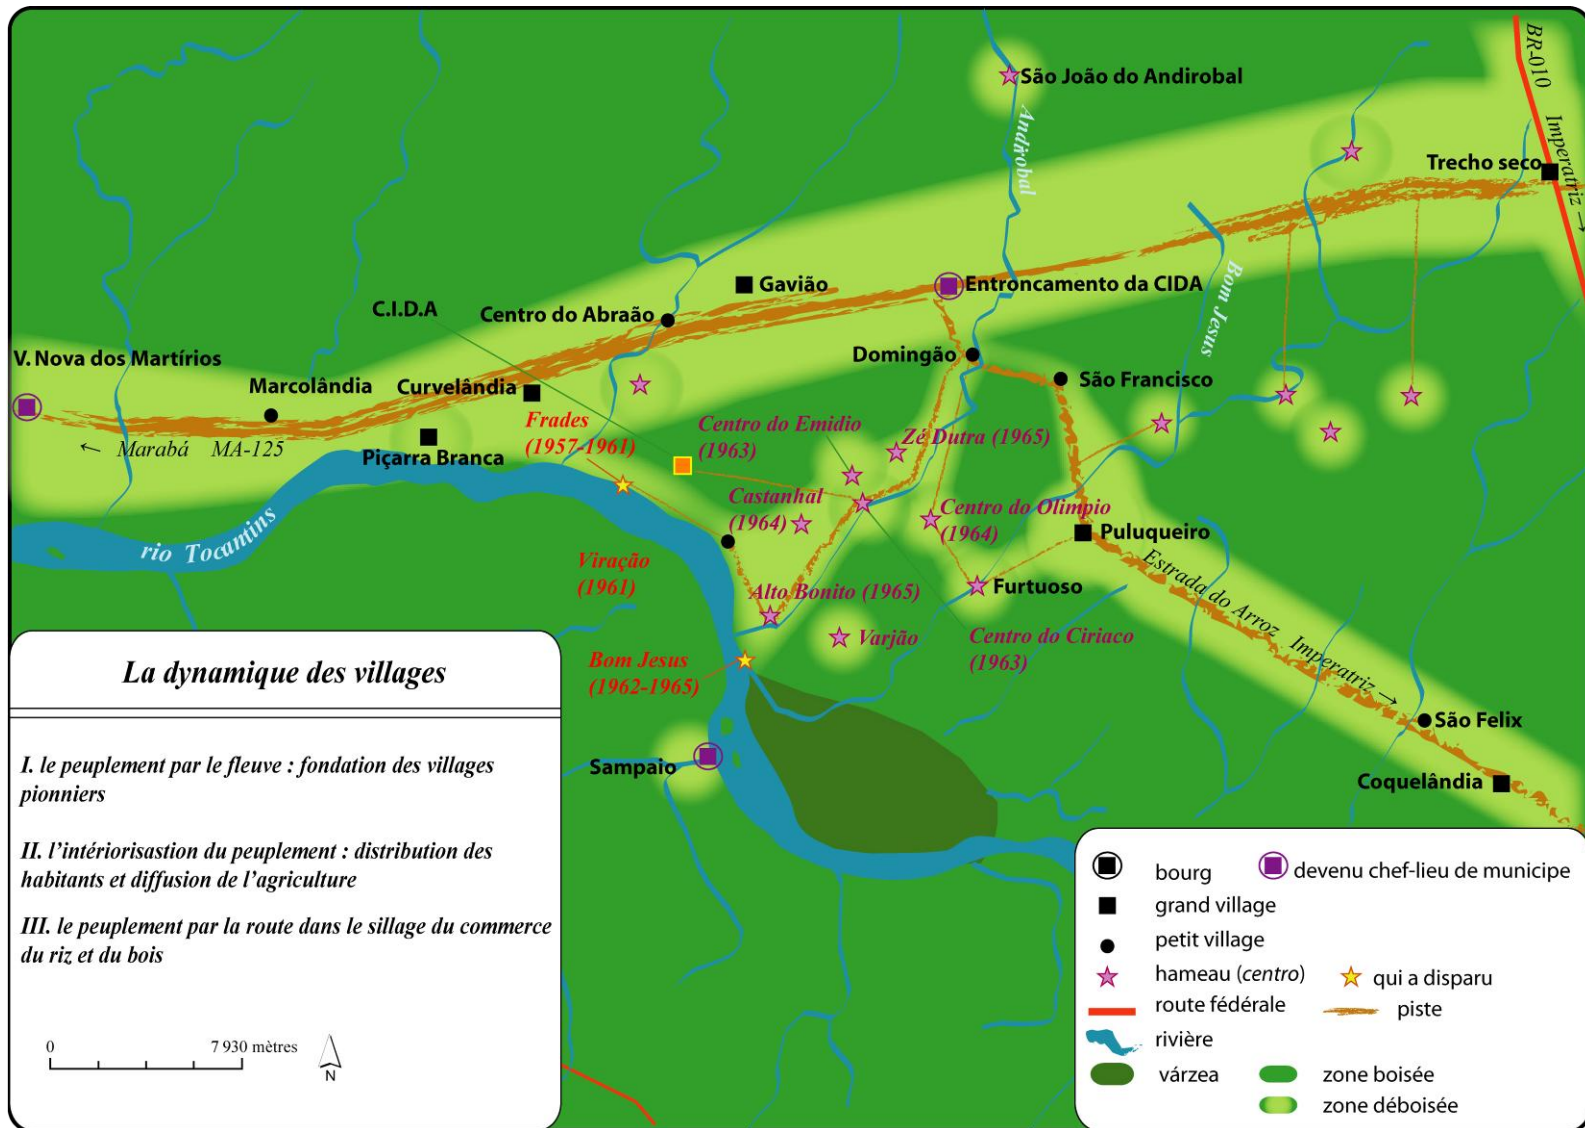 São João do Andirobal
BR-010
Andirobal
Trecho seco
Imperatriz →
Bom Jesus
Gavião
Entroncamento da CIDA
C.I.D.A
Centro do Abraão
V. Nova dos Martírios
Marcolândia
Curvelândia
Domingão
São Francisco
Frades
(1957-1961)
Centro do Emidio
(1963)
Zé Dutra (1965)
← Marabá MA-125
Piçarra Branca
Castanhal
(1964)
Centro do Olimpio
(1964)
Puluqueiro
rio Tocantins
Viração
(1961)
Alto Bonito (1965)
Furtuoso
Estrada do Arroz
Imperatriz →
Varjão
Centro do Ciriaco
(1963)
Bom Jesus
(1962-1965)
São Felix
Sampaio
Coquelândia
La dynamique des villages
I. le peuplement par le fleuve : fondation des villages
pionniers
II. l'intériorisastion du peuplement : distribution des
habitants et diffusion de l'agriculture
III. le peuplement par la route dans le sillage du commerce
du riz et du bois
0 7 930 mètres
N
bourg
devenu chef-lieu de municipe
grand village
petit village
hameau (centro)
qui a disparu
route fédérale
piste
rivière
várzea
zone boisée
zone déboisée